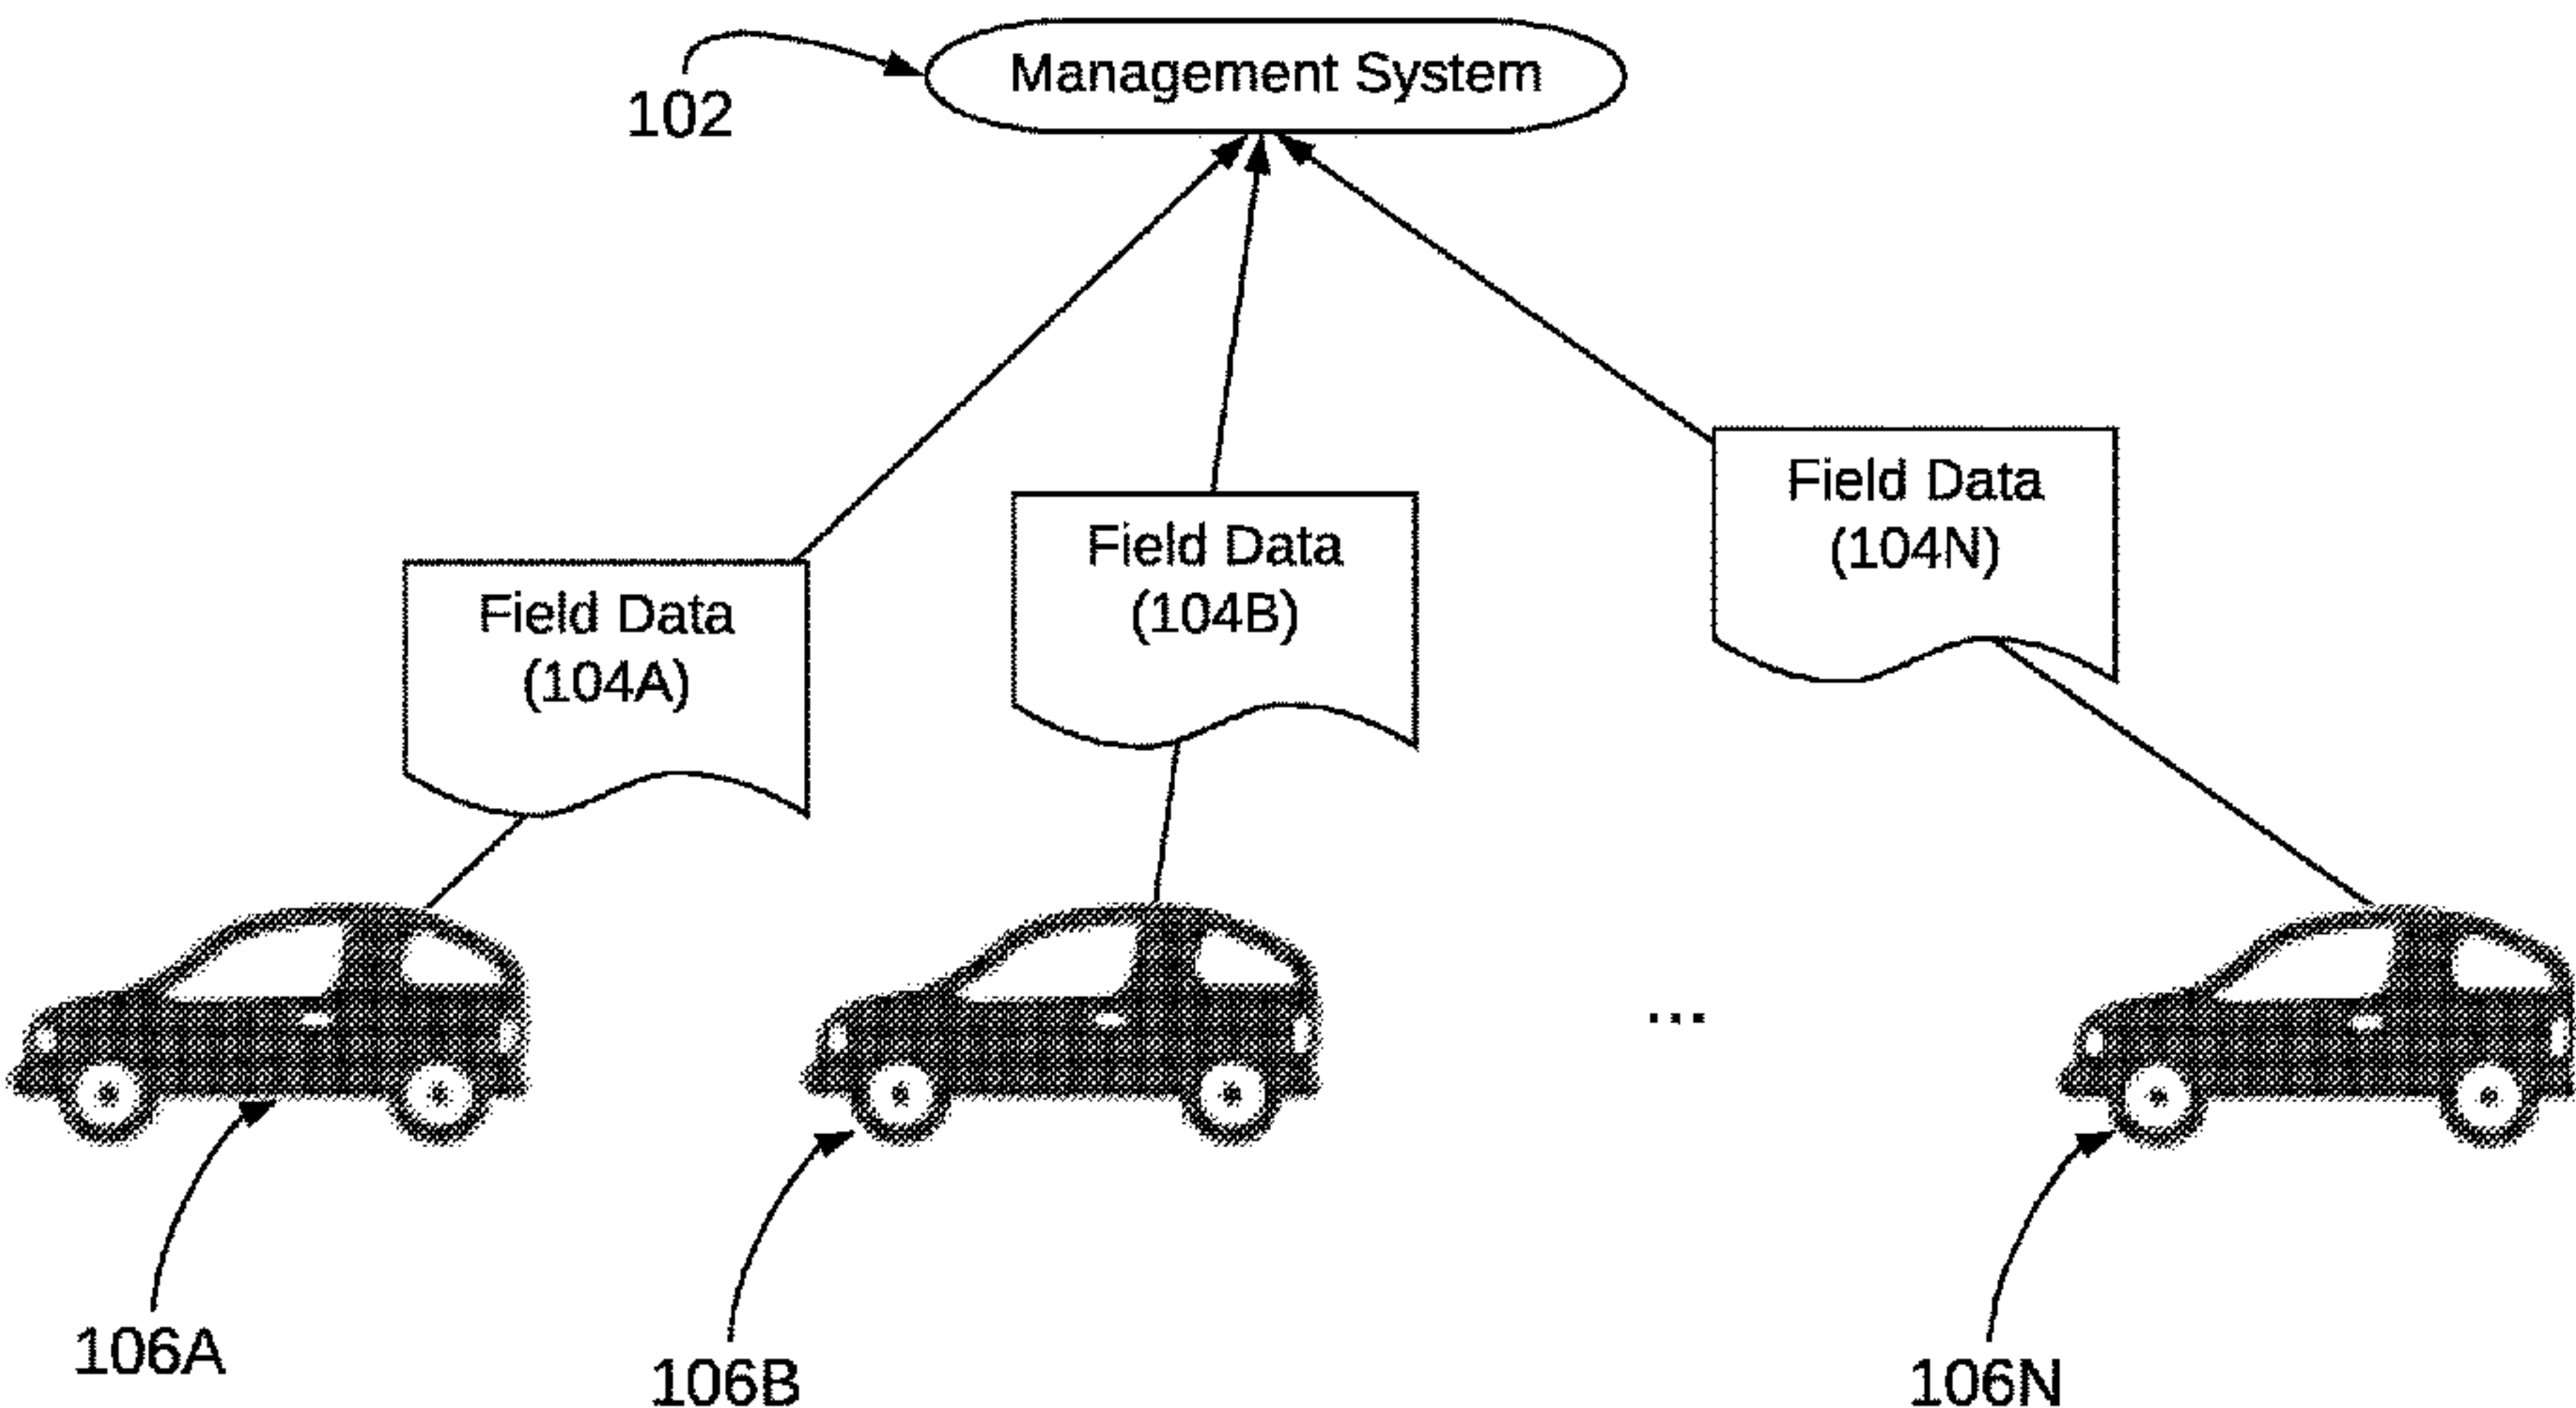 Management System
102
Field Data
(104N)
Field Data
(104B)
Field Data
(104A)
...
106A
106B
106N